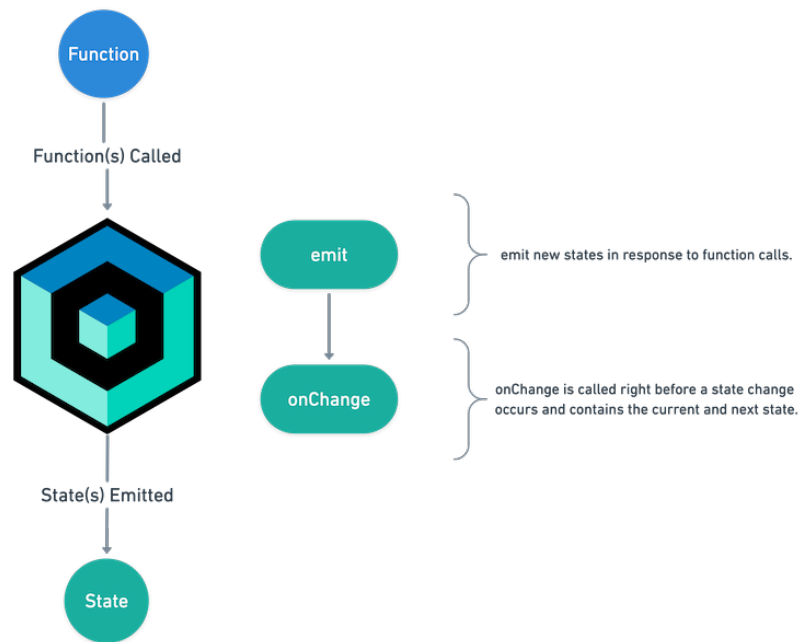 Function
Function(s) Called
emit
emit new states in response to function calls.
onChange
onChange is called right before a state change
occurs and contains the current and next state.
State(s) Emitted
State